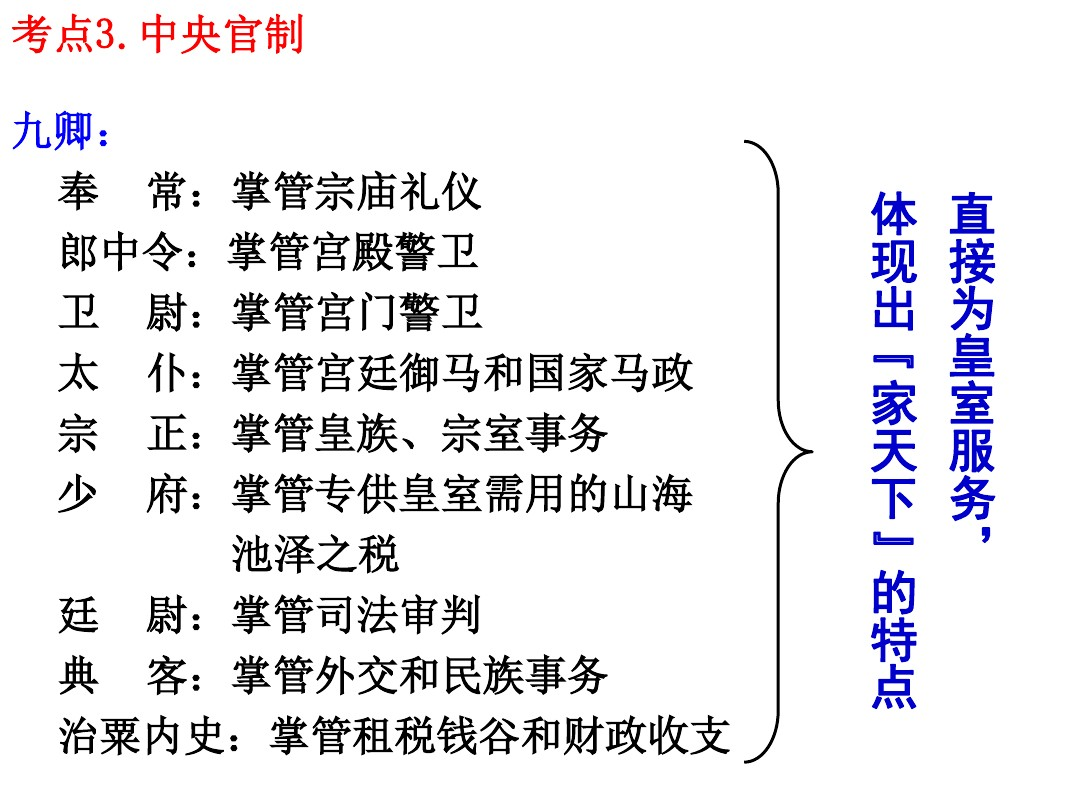 考点3.中央官制
九卿：
奉　常：掌管宗庙礼仪
郎中令：掌管宫殿警卫
卫　尉：掌管宫门警卫
太　仆：掌管宫廷御马和国家马政
宗　正：掌管皇族、宗室事务
少　府：掌管专供皇室需用的山海
池泽之税
廷　尉：掌管司法审判
典　客：掌管外交和民族事务
治粟内史：掌管租税钱谷和财政收支
直接为皇室服务，
体现出『家天下』的特点